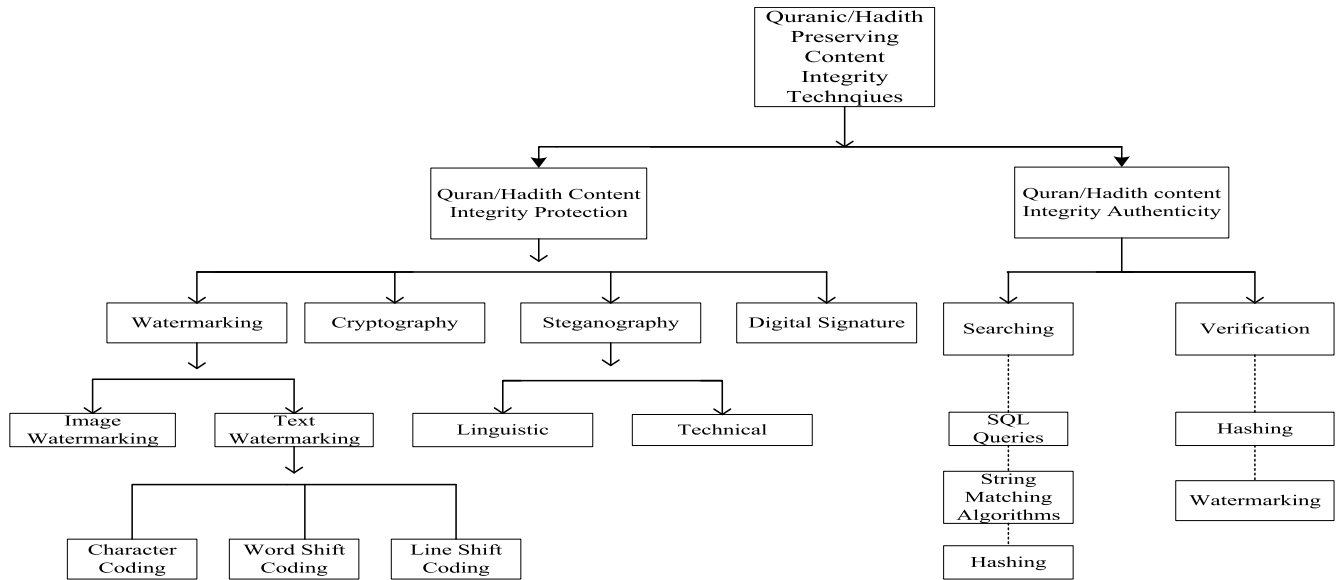 Quranic/Hadith
Preserving
Content
Integrity
Technqiues
Quran/Hadith Content
Integrity Protection
Quran/Hadith content
Integrity Authenticity
Watermarking
Cryptography
Steganography
Digital Signature
Searching
Verification
Image
Watermarking
Text
Watermarking
Linguistic
Technical
SQL
Queries
Hashing
String
Matching
Algorithms
Watermarking
Character
Coding
Word Shift
Coding
Line Shift
Coding
Hashing